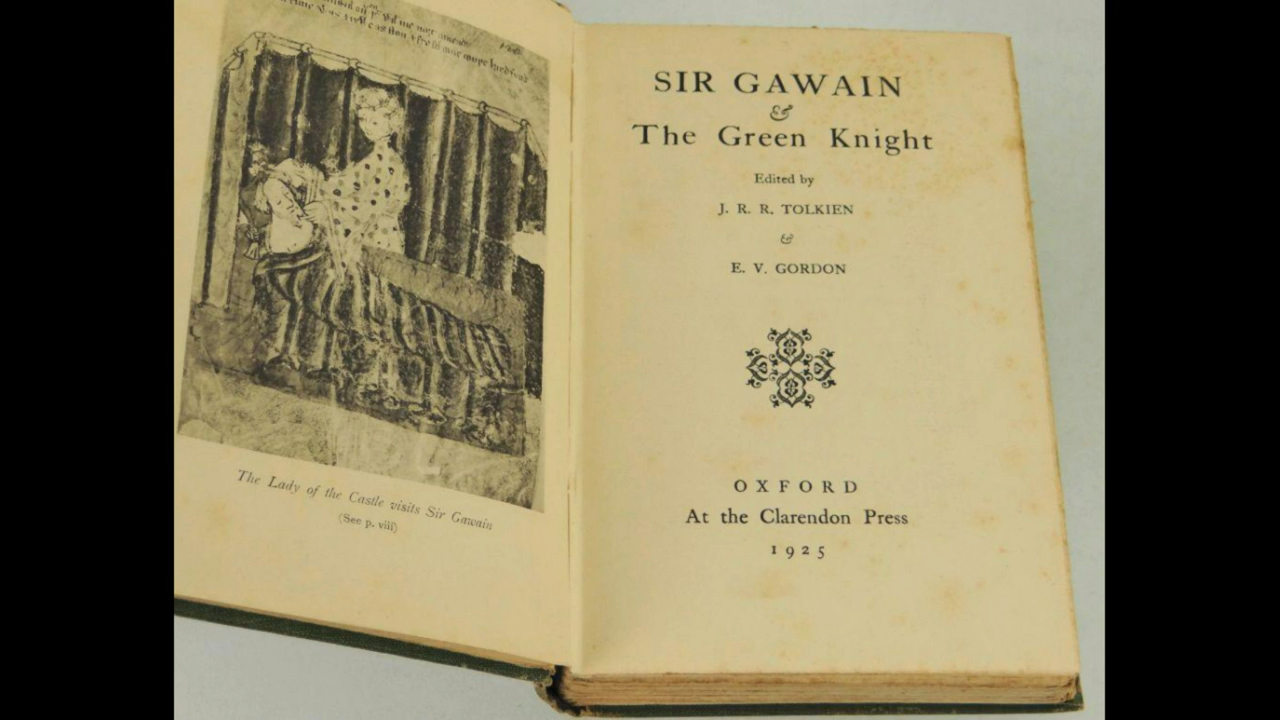 The Lady of the Castle visits Sir Gawain
(See p. viii)
SIR GAWAIN
&
The Green Knight
Edited by
J. R. R. TOLKIEN
&
E. V. GORDON
OXFORD
At the Clarendon Press
1925